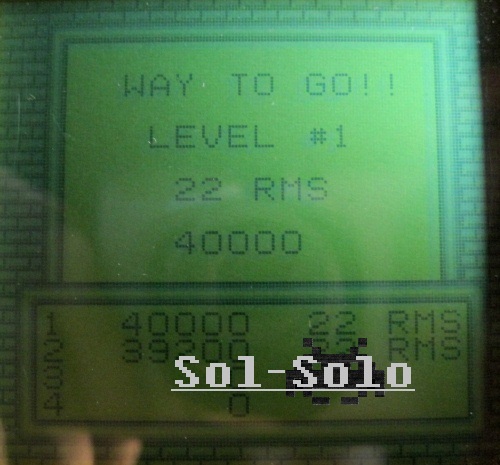 WAY TO GO!!
LEVEL #1
22 RMS
40000
1 40000 22 RMS
2 39200 RMS
3
4 0
Sol-Solo